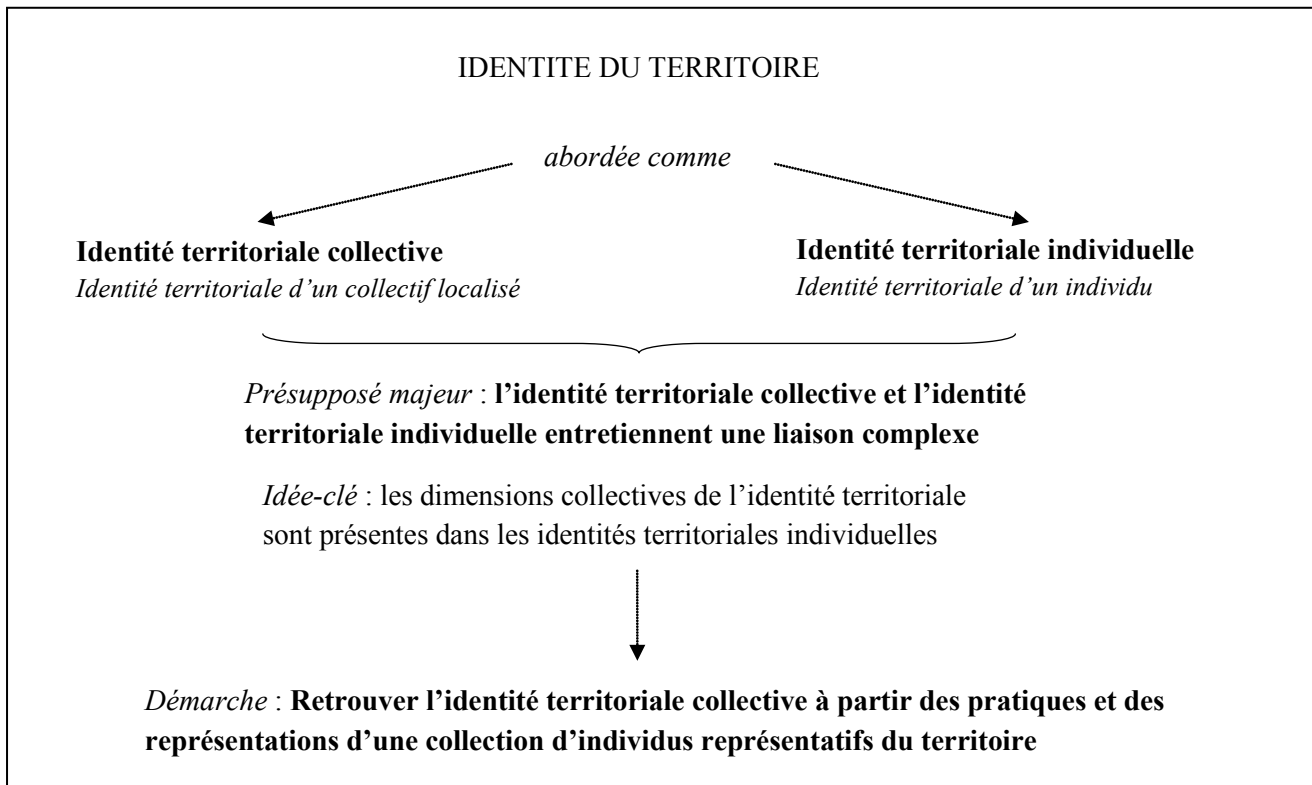 IDENTITE DU TERRITOIRE
abordée comme
Identité territoriale collective
Identité territoriale d’un collectif localisé
Identité territoriale individuelle
Identité territoriale d’un individu
Présupposé majeur : l’identité territoriale collective et l’identité
territoriale individuelle entretiennent une liaison complexe
Idée-clé : les dimensions collectives de l’identité territoriale
sont présentes dans les identités territoriales individuelles
Démarche : Retrouver l’identité territoriale collective à partir des pratiques et des
représentations d’une collection d’individus représentatifs du territoire